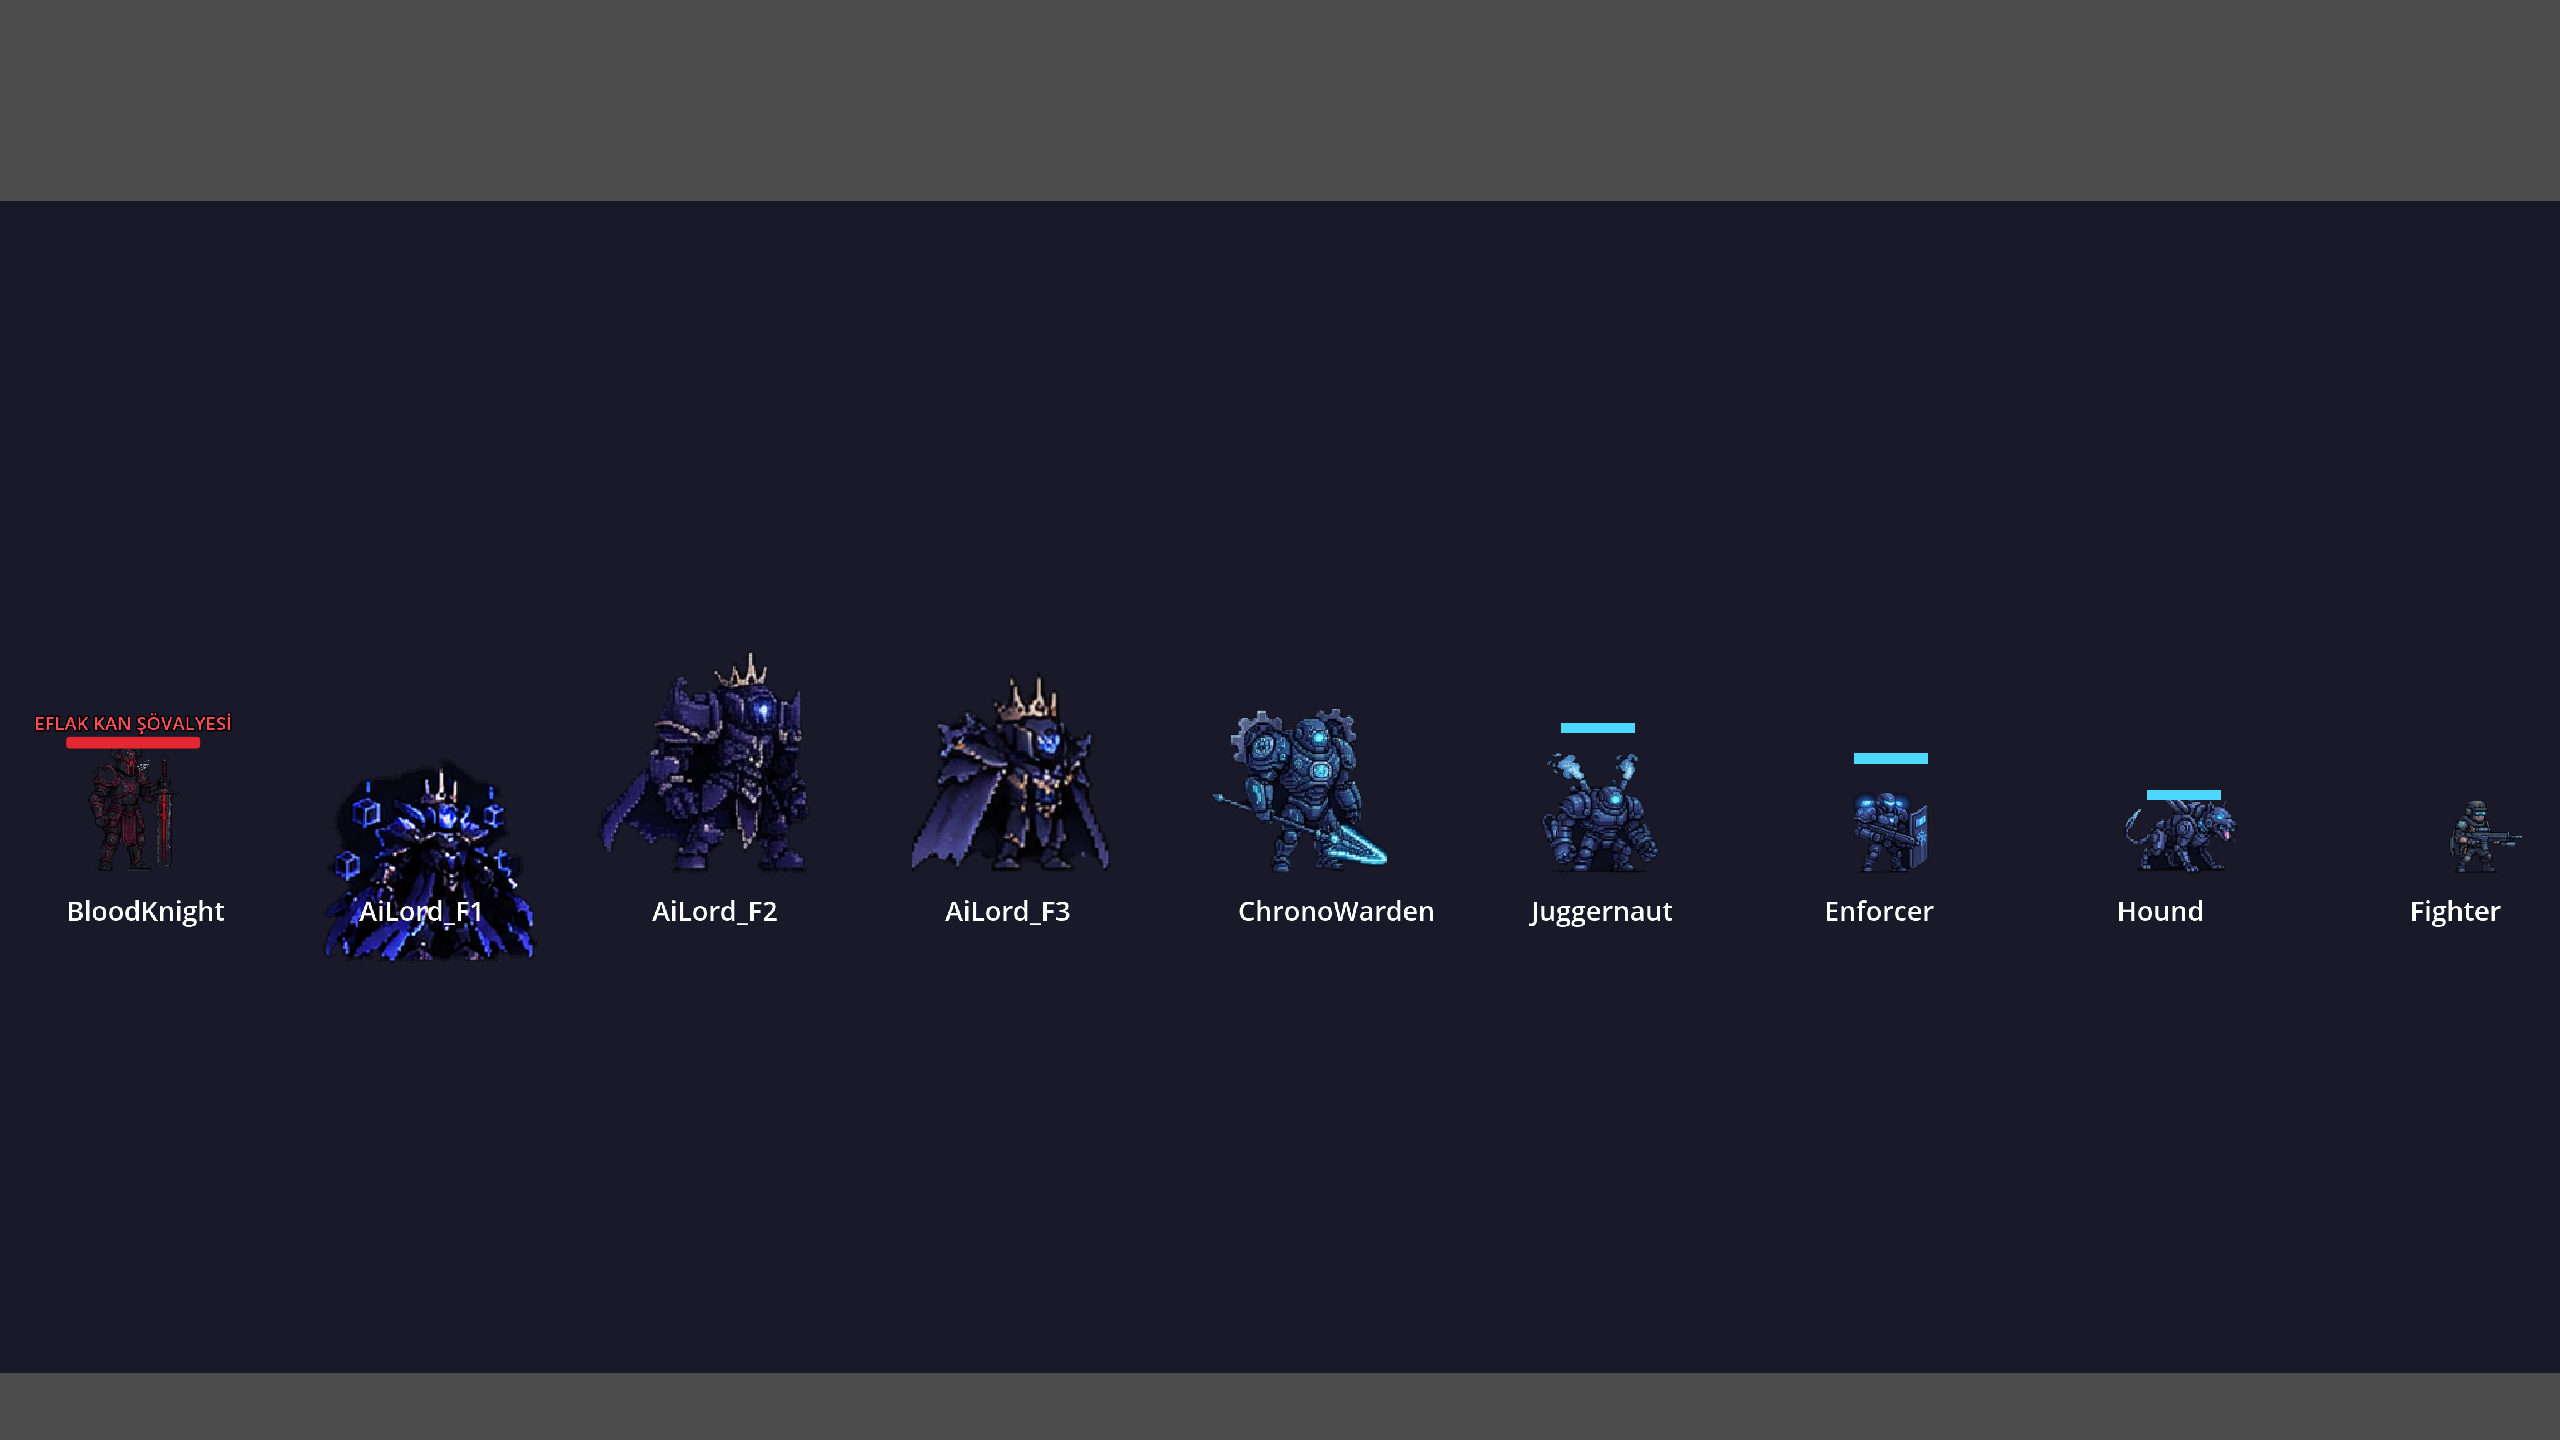 EFLAK KAN ŞÖVALYESİ
BloodKnight
AiLord_F1
AiLord_F2
AiLord_F3
ChronoWarden
Juggernaut
Enforcer
Hound
Fighter